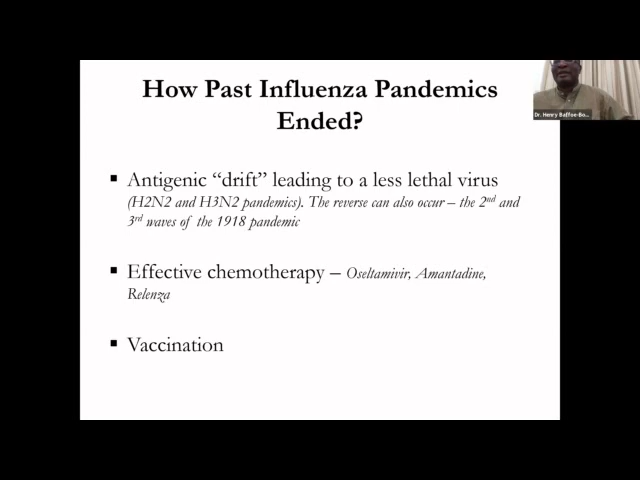 How Past Influenza Pandemics
Ended?
▪ Antigenic “drift” leading to a less lethal virus
(H2N2 and H3N2 pandemics). The reverse can also occur – the 2nd and
3rd waves of the 1918 pandemic
▪ Effective chemotherapy – Oseltamivir, Amantadine,
Relenza
▪ Vaccination
Dr. Henry Baffoe-Bo...